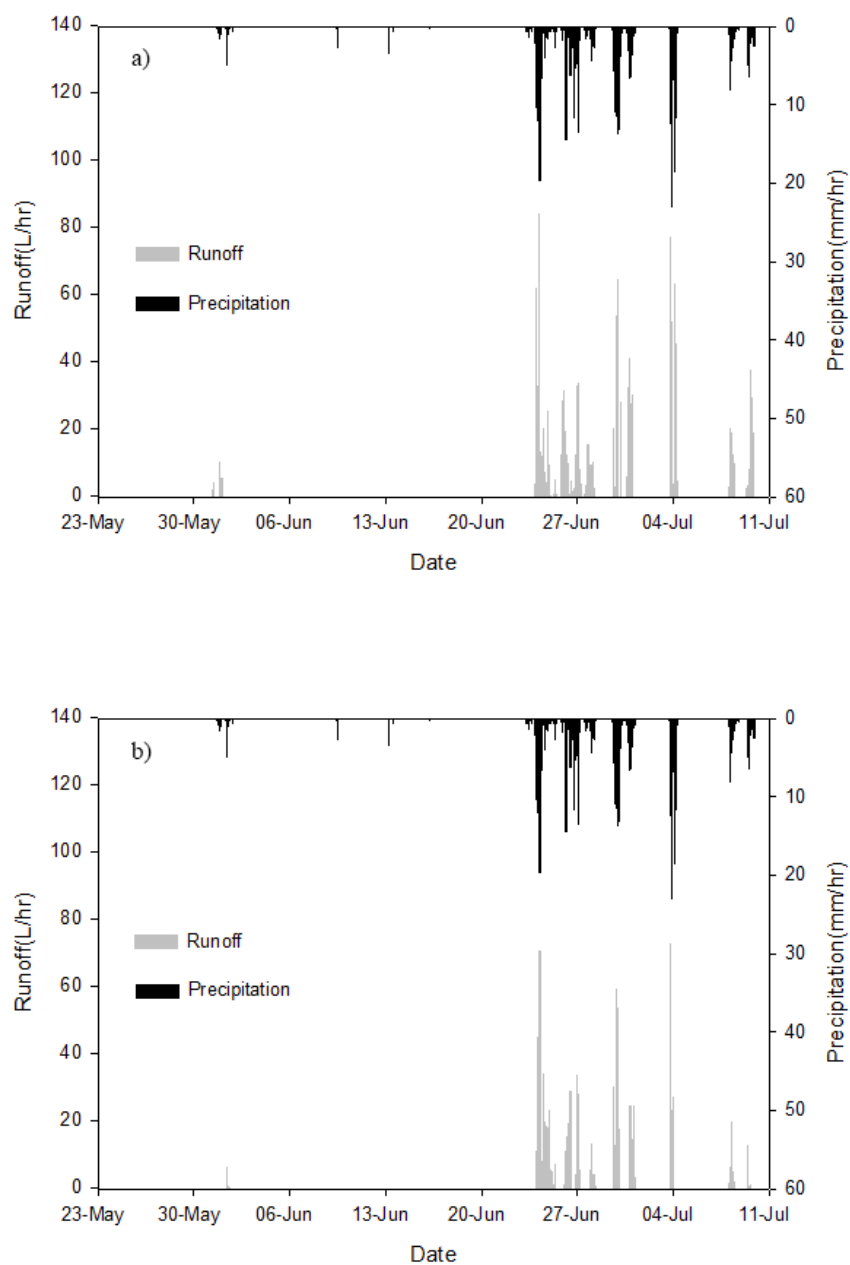 140
0
a)
120
10
100
20
80
Runoff(L/hr)
Precipitation(mm/hr)
Runoff
30
60
Precipitation
40
40
20
50
0
60
23-May 30-May 06-Jun 13-Jun 20-Jun 27-Jun 04-Jul 11-Jul
Date
140
0
b)
120
10
100
20
80
Runoff(L/hr)
Precipitation(mm/hr)
Runoff
30
60
Precipitation
40
40
20
50
0
60
23-May 30-May 06-Jun 13-Jun 20-Jun 27-Jun 04-Jul 11-Jul
Date